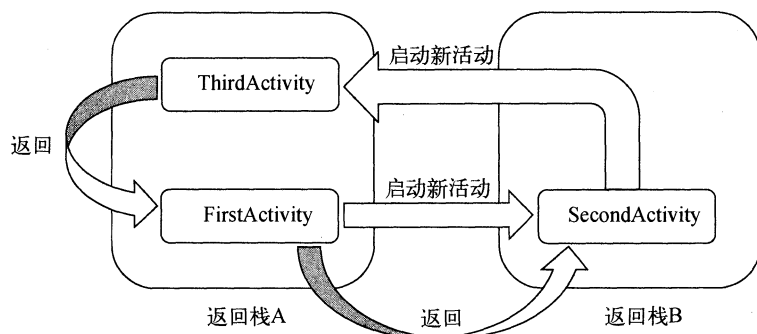 启动新活动
ThirdActivity
返回
启动新活动
FirstActivity
SecondActivity
返回栈A
返回
返回栈B